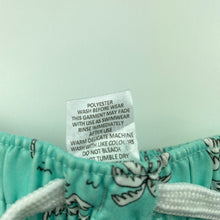 POLYESTER
WASH BEFORE WEAR
THIS GARMENT MAY FADE
WITH USE AS SWIMWEAR
RINSE IMMEDIATELY
AFTER USE
WARM DELICATE MACHINE
WASH LIKE COLOURS
DO NOT BLEACH
DO NOT TUMBLE DRY